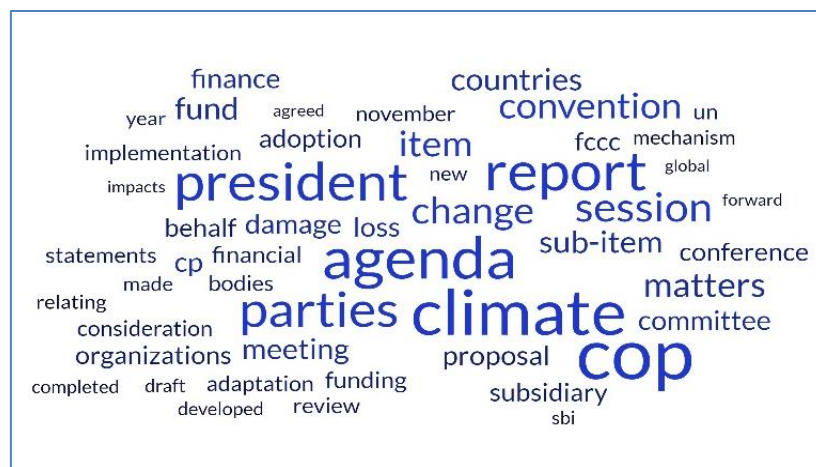 finance countries
year fund agreed november convention un
implementation adoption item fccc mechanism
impacts president new report global
behalf damage loss change session forward
statements cp financial agenda sub-item conference
made bodies matters
relating parties climate committee
consideration
organizations meeting proposal cop
completed draft adaptation funding subsidiary
developed review sbi